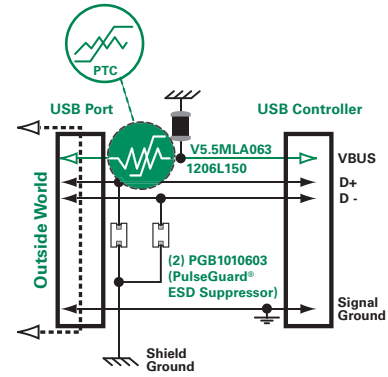 PTC
USB Port
USB Controller
V5.5MLA063
1206L150
VBUS
D+
D -
Outside World
(2) PGB1010603
(PulseGuard®
ESD Suppressor)
Signal
Ground
Shield
Ground